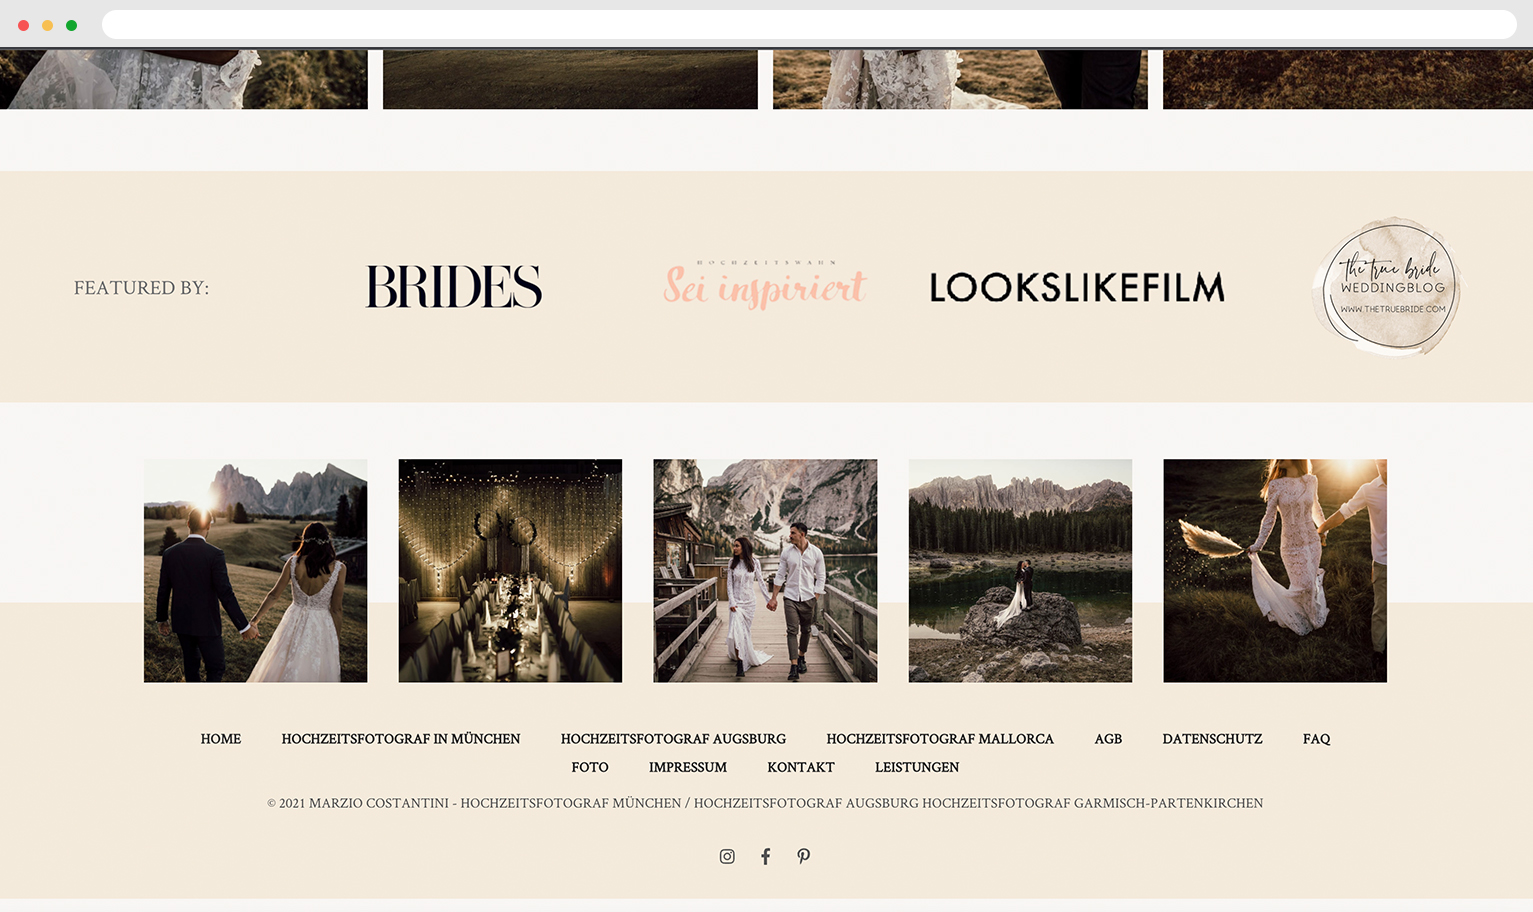 FEATURED BY:
BRIDES
HOCHZEITSWAHN
Sei inspiriert
LOOKSLIKEFILM
the true bride
WEDDINGBLOG
WWW.THETRUEBRIDE.COM
HOME HOCHZEITSFOTOGRAF IN MÜNCHEN HOCHZEITSFOTOGRAF AUGSBURG HOCHZEITSFOTOGRAF MALLORCA AGB DATENSCHUTZ FAQ
FOTO IMPRESSUM KONTAKT LEISTUNGEN
© 2021 MARZIO COSTANTINI - HOCHZEITSFOTOGRAF MÜNCHEN / HOCHZEITSFOTOGRAF AUGSBURG HOCHZEITSFOTOGRAF GARMISCH-PARTENKIRCHEN